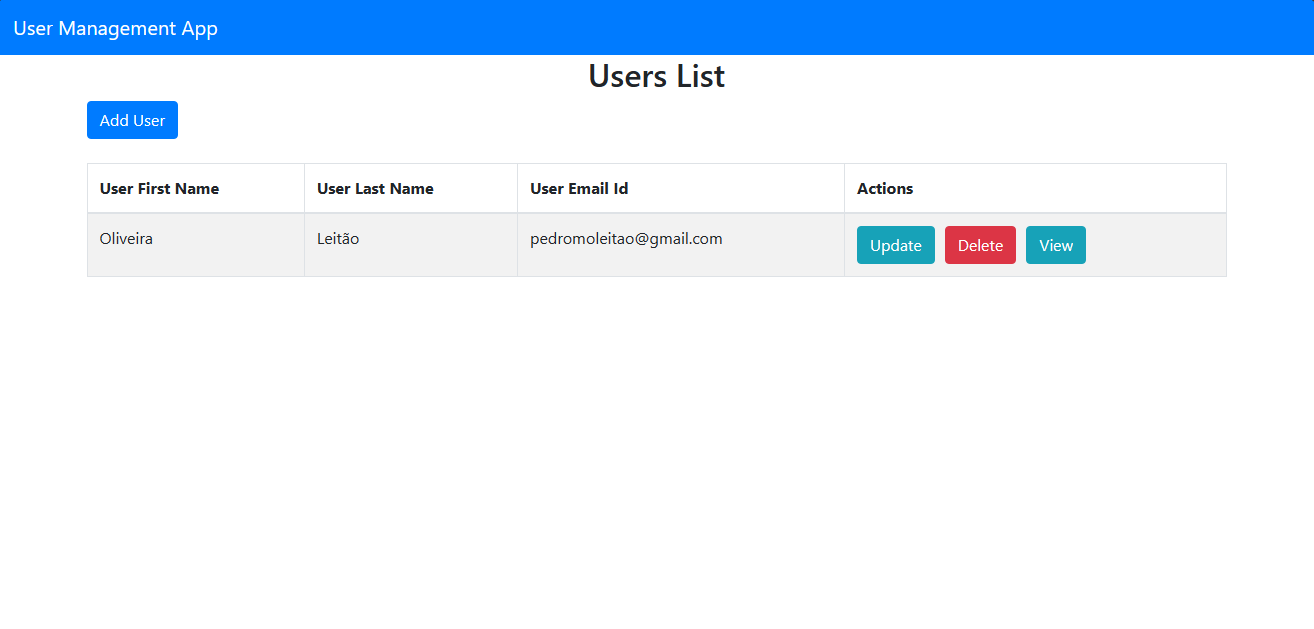 User Management App
Users List
Add User
User First Name User Last Name User Email Id Actions
Oliveira Leitão pedromoleitao@gmail.com Update Delete View